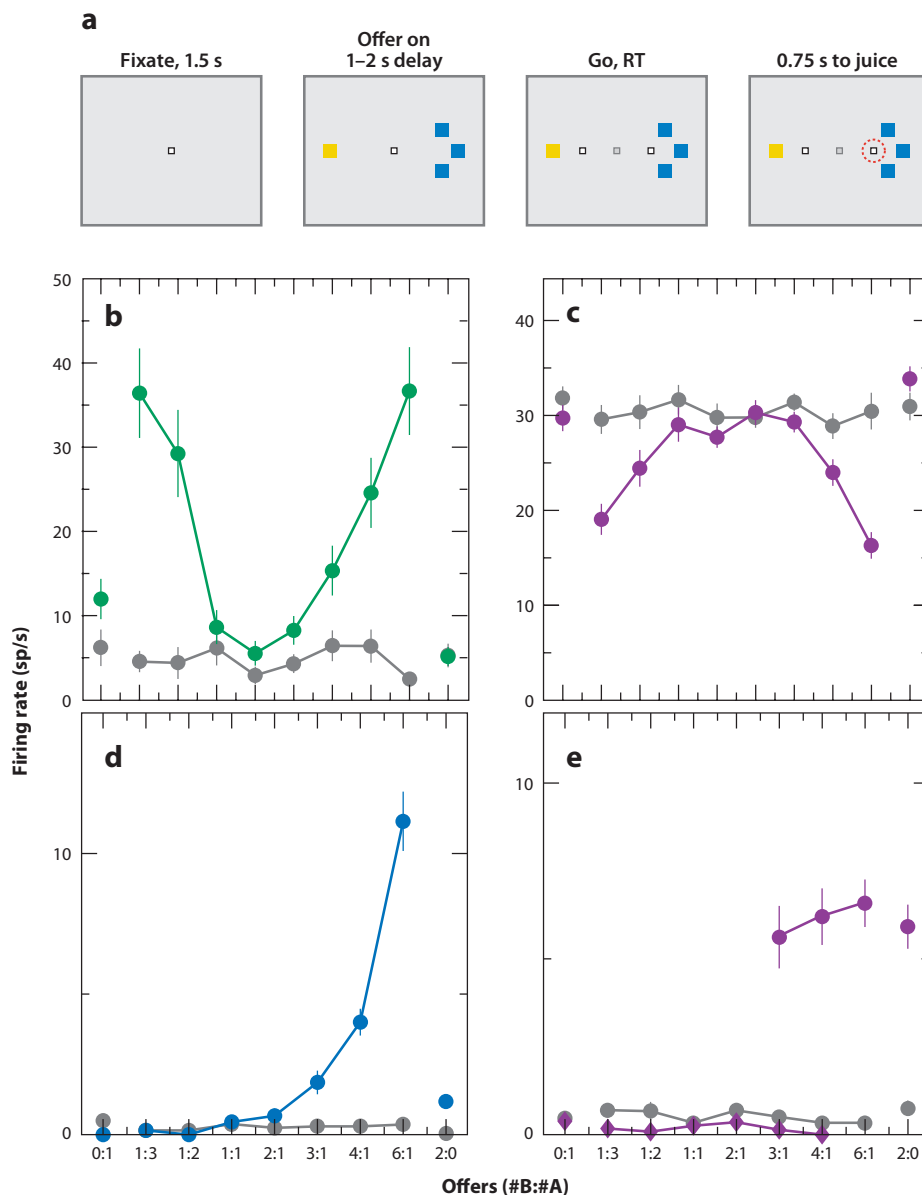 a
Fixate, 1.5 s
Offer on
1–2 s delay
Go, RT
0.75 s to juice
50
40
30
20
10
0
b
40
30
20
10
0
c
Firing rate (sp/s)
10
0
d
10
0
e
0:1 1:3 1:2 1:1 2:1 3:1 4:1 6:1 2:0
0:1 1:3 1:2 1:1 2:1 3:1 4:1 6:1 2:0
Offers (#B:#A)